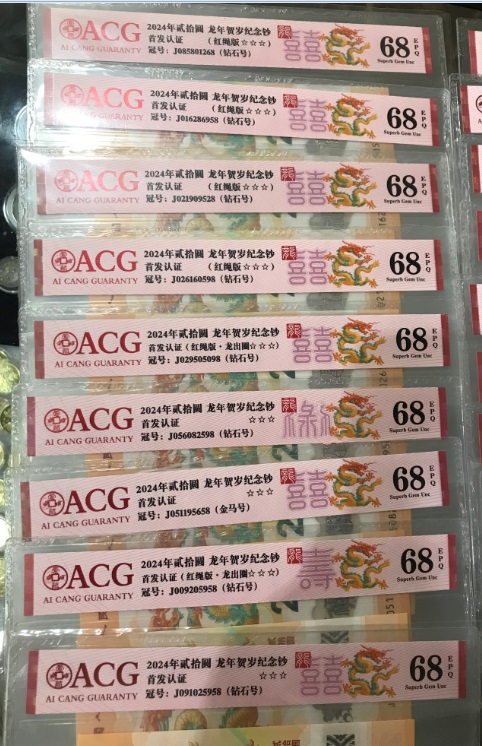 ACG
AI CANG GUARANTY
2024年贰拾圆 龙年贺岁纪念钞
首发认证 (红绳版☆☆☆)
冠号: J085801268 (钻石号)
龍
囍
68
EPQ
Superb Gem Unc
ACG
AI CANG GUARANTY
2024年贰拾圆 龙年贺岁纪念钞
首发认证 (红绳版☆☆☆)
冠号: J016286958 (钻石号)
龍
囍
68
EPQ
Superb Gem Unc
ACG
AI CANG GUARANTY
2024年贰拾圆 龙年贺岁纪念钞
首发认证 (红绳版☆☆☆)
冠号: J021909528 (钻石号)
龍
囍
68
EPQ
Superb Gem Unc
ACG
AI CANG GUARANTY
2024年贰拾圆 龙年贺岁纪念钞
首发认证 (红绳版☆☆☆)
冠号: J026160598 (钻石号)
龍
囍
68
EPQ
Superb Gem Unc
ACG
AI CANG GUARANTY
2024年贰拾圆 龙年贺岁纪念钞
首发认证 (红绳版·龙出圈☆☆☆)
冠号: J029505098 (钻石号)
龍
囍
68
EPQ
Superb Gem Unc
ACG
AI CANG GUARANTY
2024年贰拾圆 龙年贺岁纪念钞
首发认证 ☆☆☆
冠号: J056082598 (钻石号)
龍
68
EPQ
Superb Gem Unc
ACG
AI CANG GUARANTY
2024年贰拾圆 龙年贺岁纪念钞
首发认证 ☆☆☆
冠号: J051195658 (金马号)
龍
囍
68
EPQ
Superb Gem Unc
ACG
AI CANG GUARANTY
2024年贰拾圆 龙年贺岁纪念钞
首发认证 (红绳版·龙出圈☆☆☆)
冠号: J009205958 (钻石号)
龍
68
EPQ
Superb Gem Unc
ACG
AI CANG GUARANTY
2024年贰拾圆 龙年贺岁纪念钞
首发认证 ☆☆☆
冠号: J091025958 (钻石号)
龍
囍
68
EPQ
Superb Gem Unc